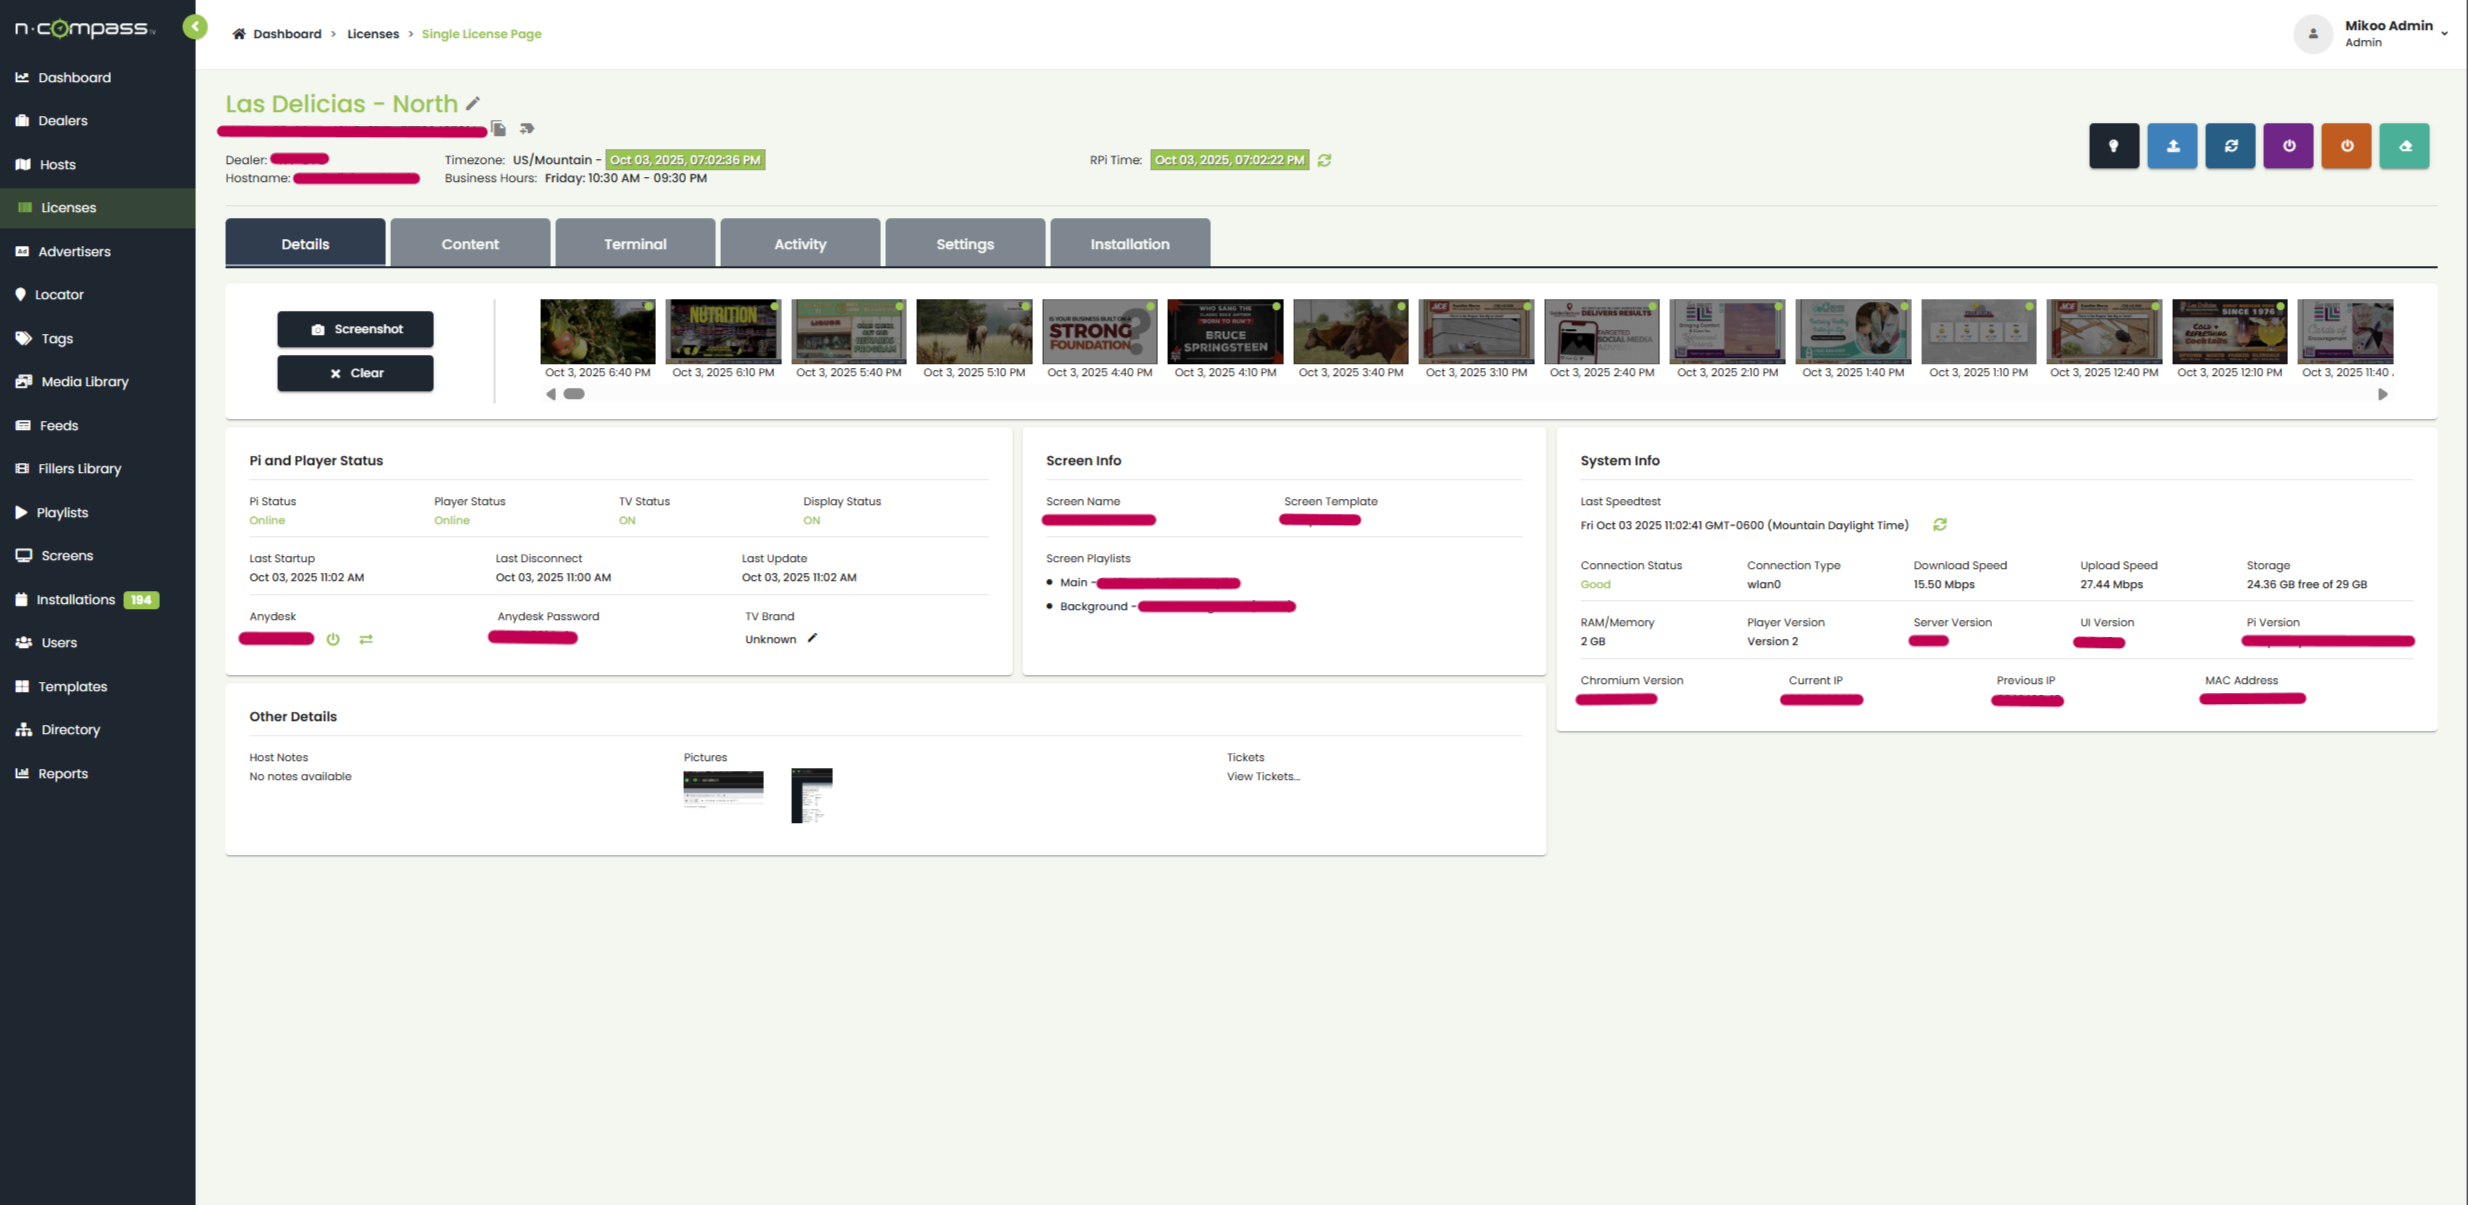 n·compass tv
Dashboard
Dealers
Hosts
Licenses
Advertisers
Locator
Tags
Media Library
Feeds
Fillers Library
Playlists
Screens
Installations 194
Users
Templates
Directory
Reports
Dashboard > Licenses > Single License Page
Mikoo Admin
Admin
Las Delicias - North
Dealer:
Timezone: US/Mountain - Oct 03, 2025, 07:02:36 PM
RPi Time: Oct 03, 2025, 07:02:22 PM
Hostname:
Business Hours: Friday: 10:30 AM - 09:30 PM
Details
Content
Terminal
Activity
Settings
Installation
Screenshot
Clear
NUTRITION
LIQUOR
REWARDS
PROGRAM
IS YOUR BUSINESS BUILT ON A
STRONG
FOUNDATION
?
WHO SANG THE
CLASSIC ROCK ANTHEM
"BORN TO RUN"?
BRUCE
SPRINGSTEEN
ACE
DELIVERS RESULTS
TARGETED
SOCIAL MEDIA
Bringing Comfort
ACE
SINCE 1976
COLD +
REFRESHING
Cocktails
Cards of
Encouragement
Oct 3, 2025 6:40 PM
Oct 3, 2025 6:10 PM
Oct 3, 2025 5:40 PM
Oct 3, 2025 5:10 PM
Oct 3, 2025 4:40 PM
Oct 3, 2025 4:10 PM
Oct 3, 2025 3:40 PM
Oct 3, 2025 3:10 PM
Oct 3, 2025 2:40 PM
Oct 3, 2025 2:10 PM
Oct 3, 2025 1:40 PM
Oct 3, 2025 1:10 PM
Oct 3, 2025 12:40 PM
Oct 3, 2025 12:10 PM
Oct 3, 2025 11:40
Pi and Player Status
Pi Status
Player Status
TV Status
Display Status
Online
Online
ON
ON
Last Startup
Last Disconnect
Last Update
Oct 03, 2025 11:02 AM
Oct 03, 2025 11:00 AM
Oct 03, 2025 11:02 AM
Anydesk
Anydesk Password
TV Brand
Unknown
Screen Info
Screen Name
Screen Template
Screen Playlists
• Main -
• Background -
System Info
Last Speedtest
Fri Oct 03 2025 11:02:41 GMT-0600 (Mountain Daylight Time)
Connection Status
Connection Type
Download Speed
Upload Speed
Storage
Good
wlan0
15.50 Mbps
27.44 Mbps
24.36 GB free of 29 GB
RAM/Memory
Player Version
Server Version
UI Version
Pi Version
2 GB
Version 2
Chromium Version
Current IP
Previous IP
MAC Address
Other Details
Host Notes
Pictures
Tickets
No notes available
View Tickets...